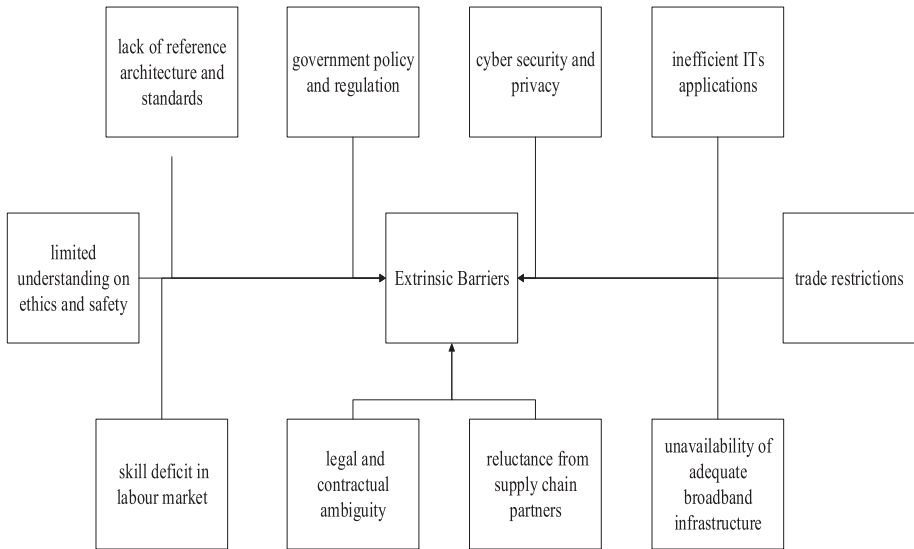 lack of reference
architecture and
standards
government policy
and regulation
cyber security and
privacy
inefficient ITs
applications
limited
understanding on
ethics and safety
Extrinsic Barriers
trade restrictions
skill deficit in
labour market
legal and
contractual
ambiguity
reluctance from
supply chain
partners
unavailability of
adequate
broadband
infrastructure